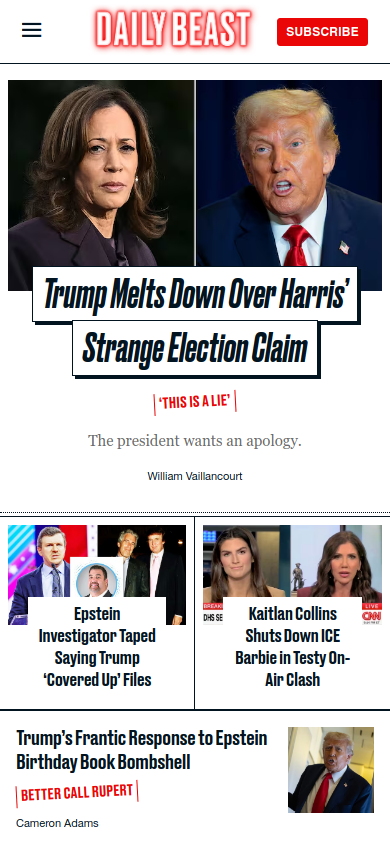 DAILY BEAST
SUBSCRIBE
Trump Melts Down Over Harris’
Strange Election Claim
‘THIS IS A LIE’
The president wants an apology.
William Vaillancourt
Epstein
Investigator Taped
Saying Trump
‘Covered Up’ Files
BREAKI
DHS SE
LIVE
CNN
Kaitlan Collins
Shuts Down ICE
Barbie in Testy On-
Air Clash
Trump’s Frantic Response to Epstein
Birthday Book Bombshell
BETTER CALL RUPERT
Cameron Adams